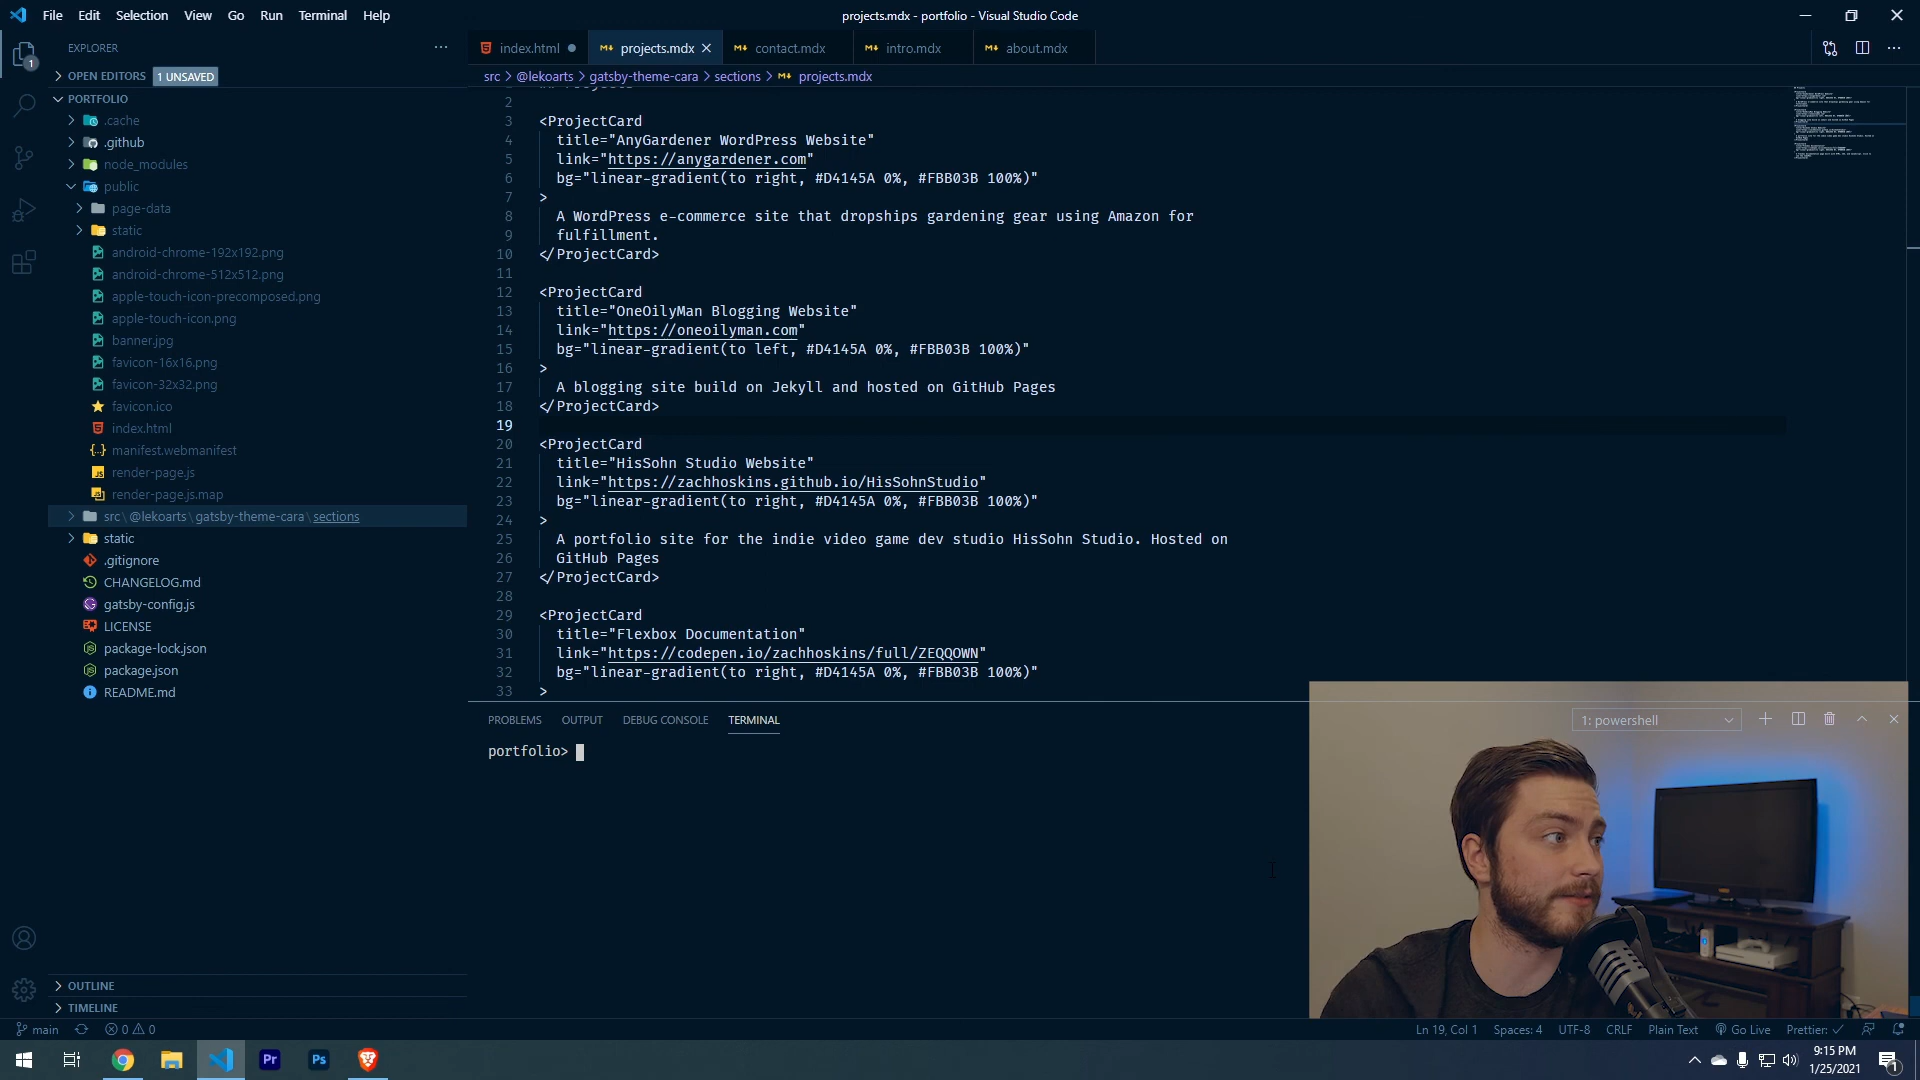 File Edit Selection View Go Run Terminal Help
projects.mdx - portfolio - Visual Studio Code
EXPLORER
1
OPEN EDITORS 1 UNSAVED
PORTFOLIO
.cache
.github
node_modules
public
page-data
static
android-chrome-192x192.png
android-chrome-512x512.png
apple-touch-icon-precomposed.png
apple-touch-icon.png
banner.jpg
favicon-16x16.png
favicon-32x32.png
favicon.ico
index.html
manifest.webmanifest
render-page.js
render-page.js.map
src\@lekoarts\gatsby-theme-cara\sections
static
.gitignore
CHANGELOG.md
gatsby-config.js
LICENSE
package-lock.json
package.json
README.md
OUTLINE
TIMELINE
index.html projects.mdx contact.mdx intro.mdx about.mdx
src > @lekoarts > gatsby-theme-cara > sections > projects.mdx
2
3 <ProjectCard
4 title="AnyGardener WordPress Website"
5 link="https://anygardener.com"
6 bg="linear-gradient(to right, #D4145A 0%, #FBB03B 100%)"
7 >
8 A WordPress e-commerce site that dropships gardening gear using Amazon for
9 fulfillment.
10 </ProjectCard>
11
12 <ProjectCard
13 title="OneOilyMan Blogging Website"
14 link="https://oneoilyman.com"
15 bg="linear-gradient(to left, #D4145A 0%, #FBB03B 100%)"
16 >
17 A blogging site build on Jekyll and hosted on GitHub Pages
18 </ProjectCard>
19
20 <ProjectCard
21 title="HisSohn Studio Website"
22 link="https://zachhoskins.github.io/HisSohnStudio"
23 bg="linear-gradient(to right, #D4145A 0%, #FBB03B 100%)"
24 >
25 A portfolio site for the indie video game dev studio HisSohn Studio. Hosted on
26 GitHub Pages
27 </ProjectCard>
28
29 <ProjectCard
30 title="Flexbox Documentation"
31 link="https://codepen.io/zachhoskins/full/ZEQQOWN"
32 bg="linear-gradient(to right, #D4145A 0%, #FBB03B 100%)"
33 >
PROBLEMS OUTPUT DEBUG CONSOLE TERMINAL
1: powershell
portfolio>
main 0 0
Ln 19, Col 1 Spaces: 4 UTF-8 CRLF Plain Text Go Live Prettier: ✓
Pr Ps
9:15 PM
1/25/2021
1